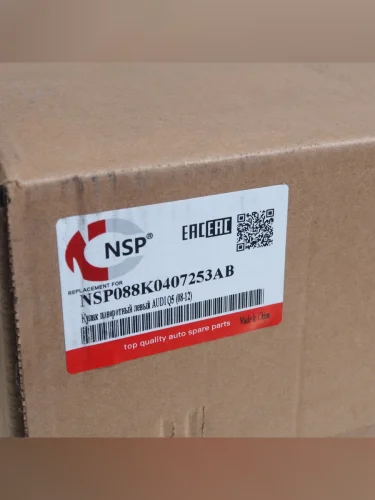 NSP®
EAC EAC
REPLACEMENT FOR
NSP088K0407253AB
Кулак поворотный левый AUDI Q5 (08-12)
Made in China
top quality auto spare parts